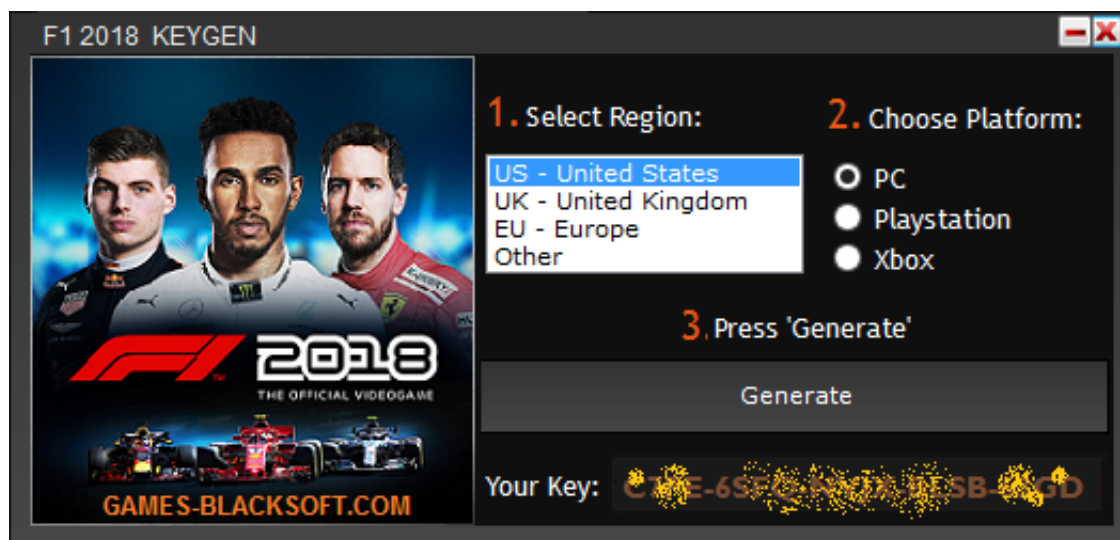 F1 2018 KEYGEN
1. Select Region:
US - United States
UK - United Kingdom
EU - Europe
Other
2. Choose Platform:
PC
Playstation
Xbox
3. Press 'Generate'
Generate
Your Key:
F1 2018
THE OFFICIAL VIDEOGAME
GAMES-BLACKSOFT.COM